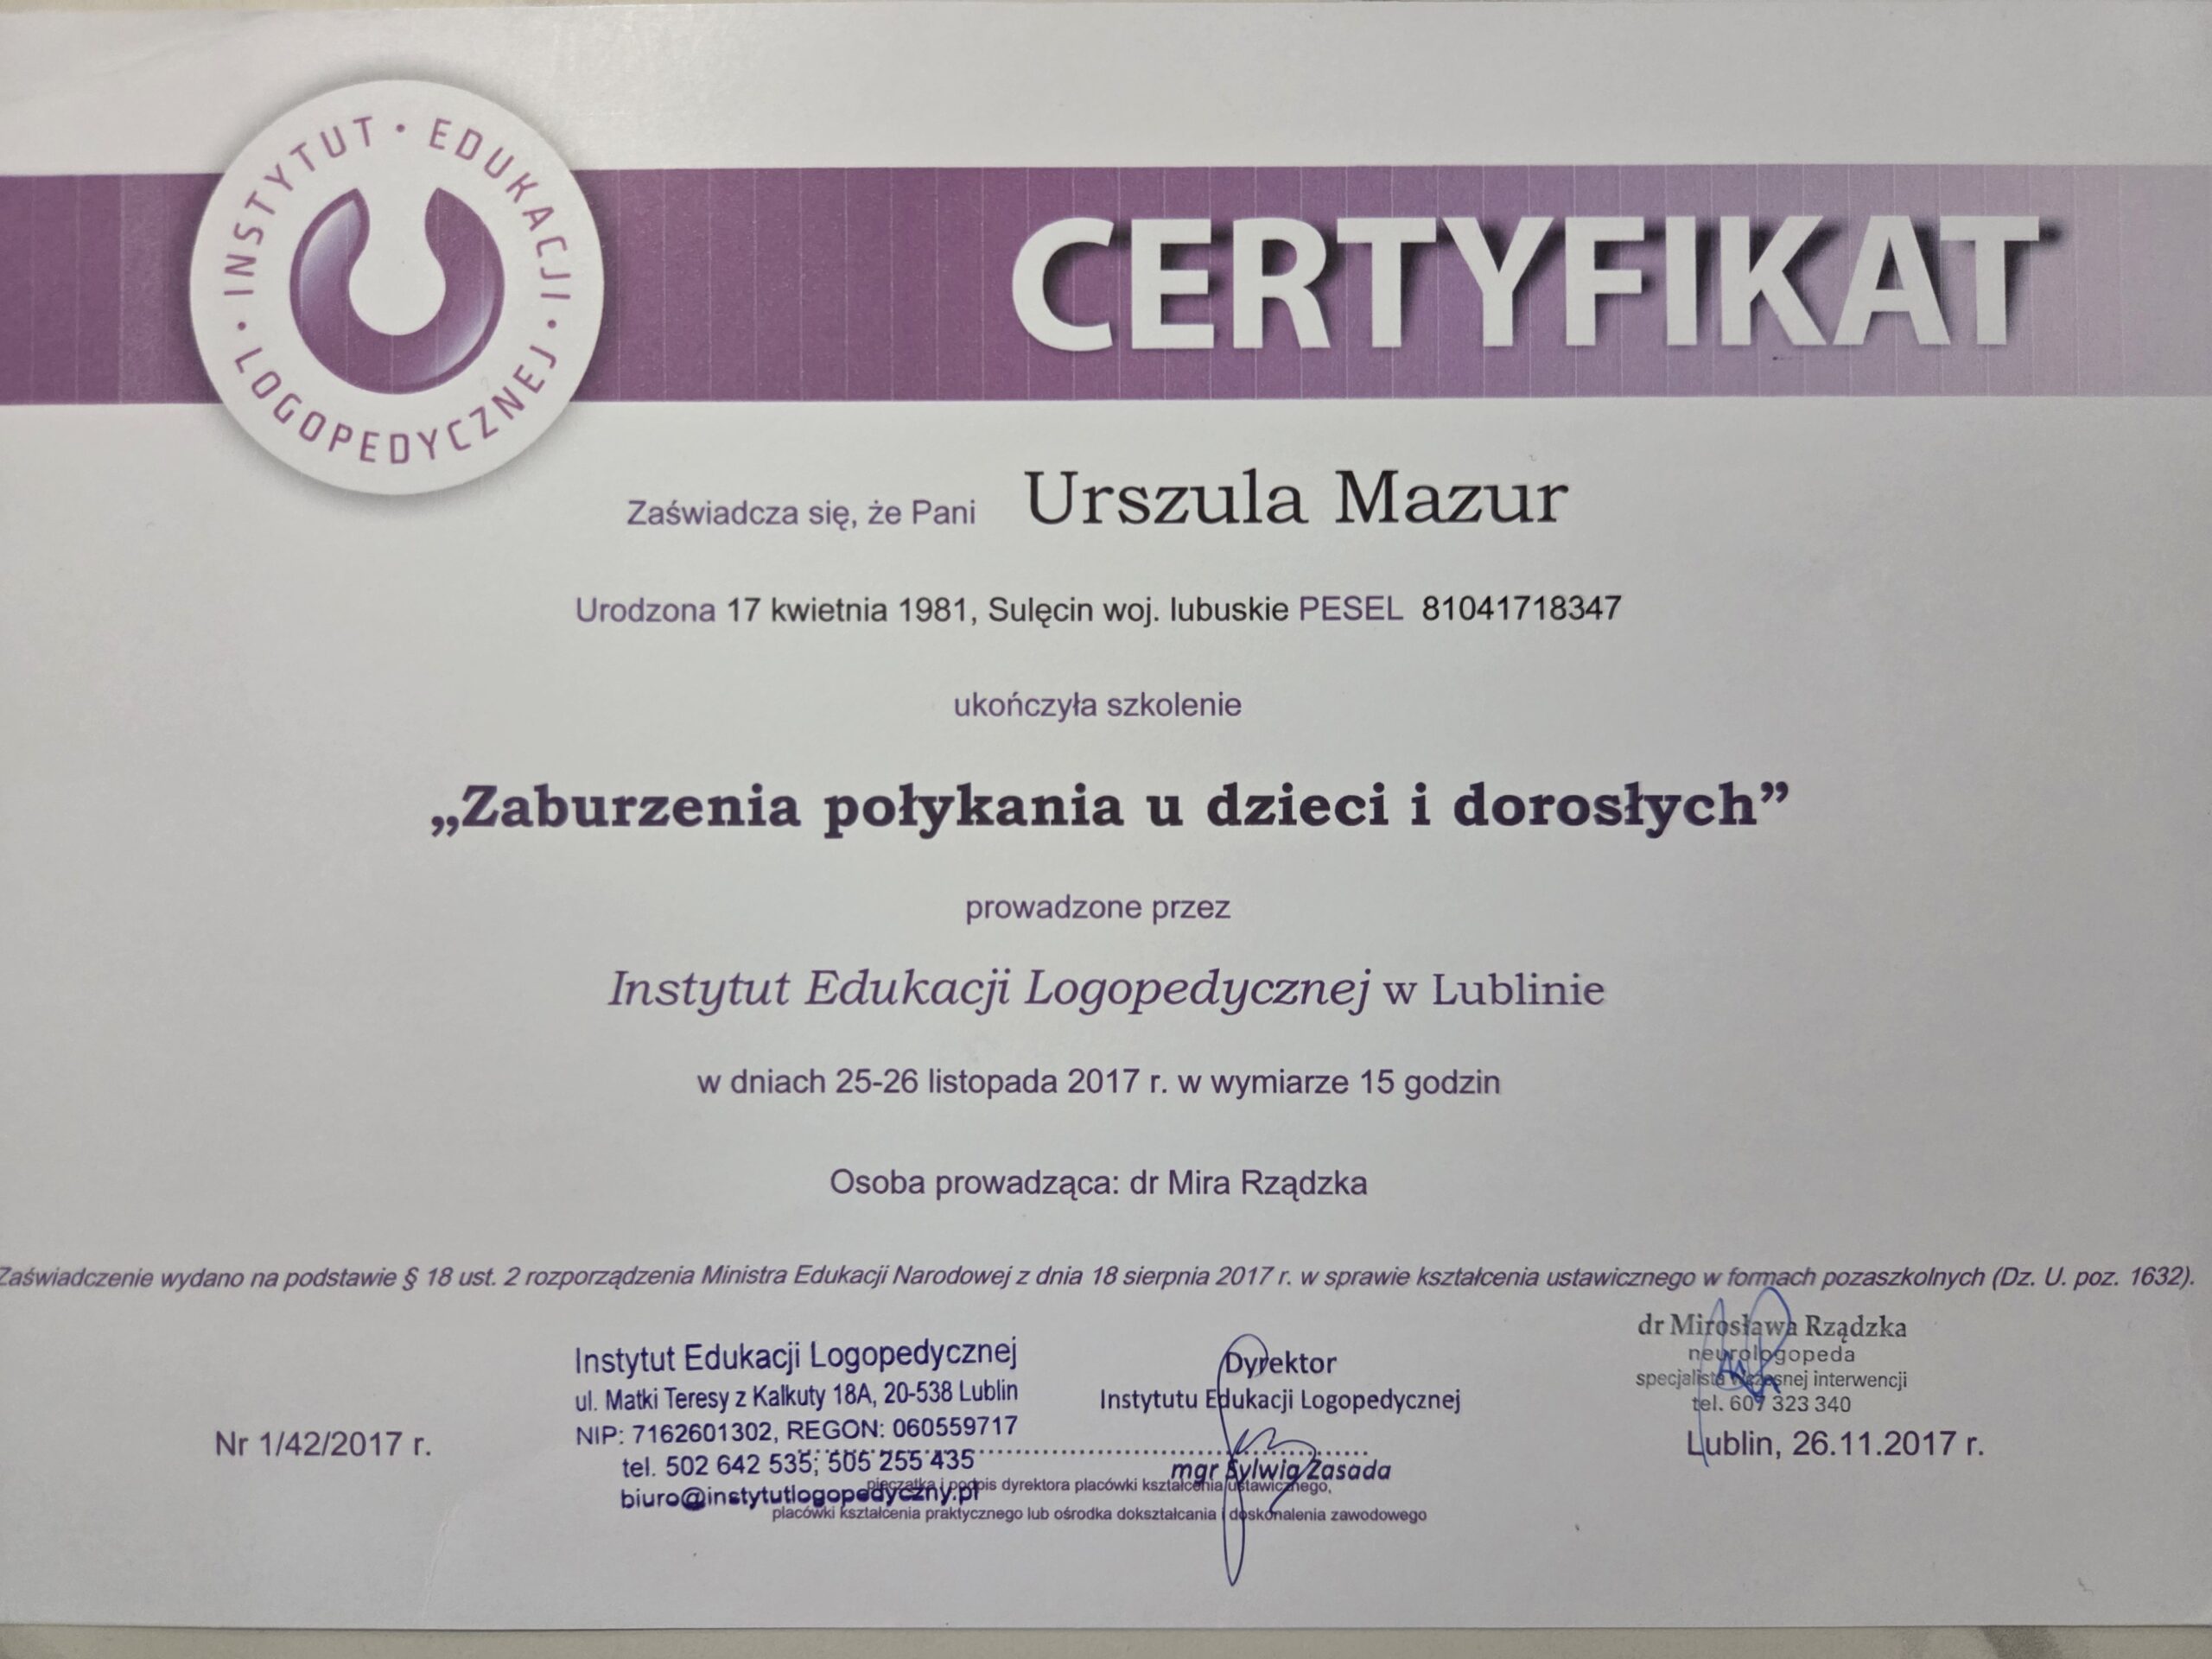 INSTYTUT · EDUKACJI · LOGOPEDYCZNEJ ·
CERTYFIKAT
Zaświadcza się, że Pani Urszula Mazur
Urodzona 17 kwietnia 1981, Sulęcin woj. lubuskie PESEL 81041718347
ukończyła szkolenie
„Zaburzenia połykania u dzieci i dorosłych”
prowadzone przez
Instytut Edukacji Logopedycznej w Lublinie
w dniach 25-26 listopada 2017 r. w wymiarze 15 godzin
Osoba prowadząca: dr Mira Rządzka
Zaświadczenie wydano na podstawie § 18 ust. 2 rozporządzenia Ministra Edukacji Narodowej z dnia 18 sierpnia 2017 r. w sprawie kształcenia ustawicznego w formach pozaszkolnych (Dz. U. poz. 1632).
Nr 1/42/2017 r.
Instytut Edukacji Logopedycznej
ul. Matki Teresy z Kalkuty 18A, 20-538 Lublin
NIP: 7162601302, REGON: 060559717
tel. 502 642 535; 505 255 435
biuro@instytutlogopedyczny.pl
Dyrektor
Instytutu Edukacji Logopedycznej
mgr Sylwia Zasada
pieczątka i podpis dyrektora placówki kształcenia ustawicznego,
placówki kształcenia praktycznego lub ośrodka dokształcania i doskonalenia zawodowego
dr Mirosława Rządzka
neurologopeda
specjalista wczesnej interwencji
tel. 607 323 340
Lublin, 26.11.2017 r.